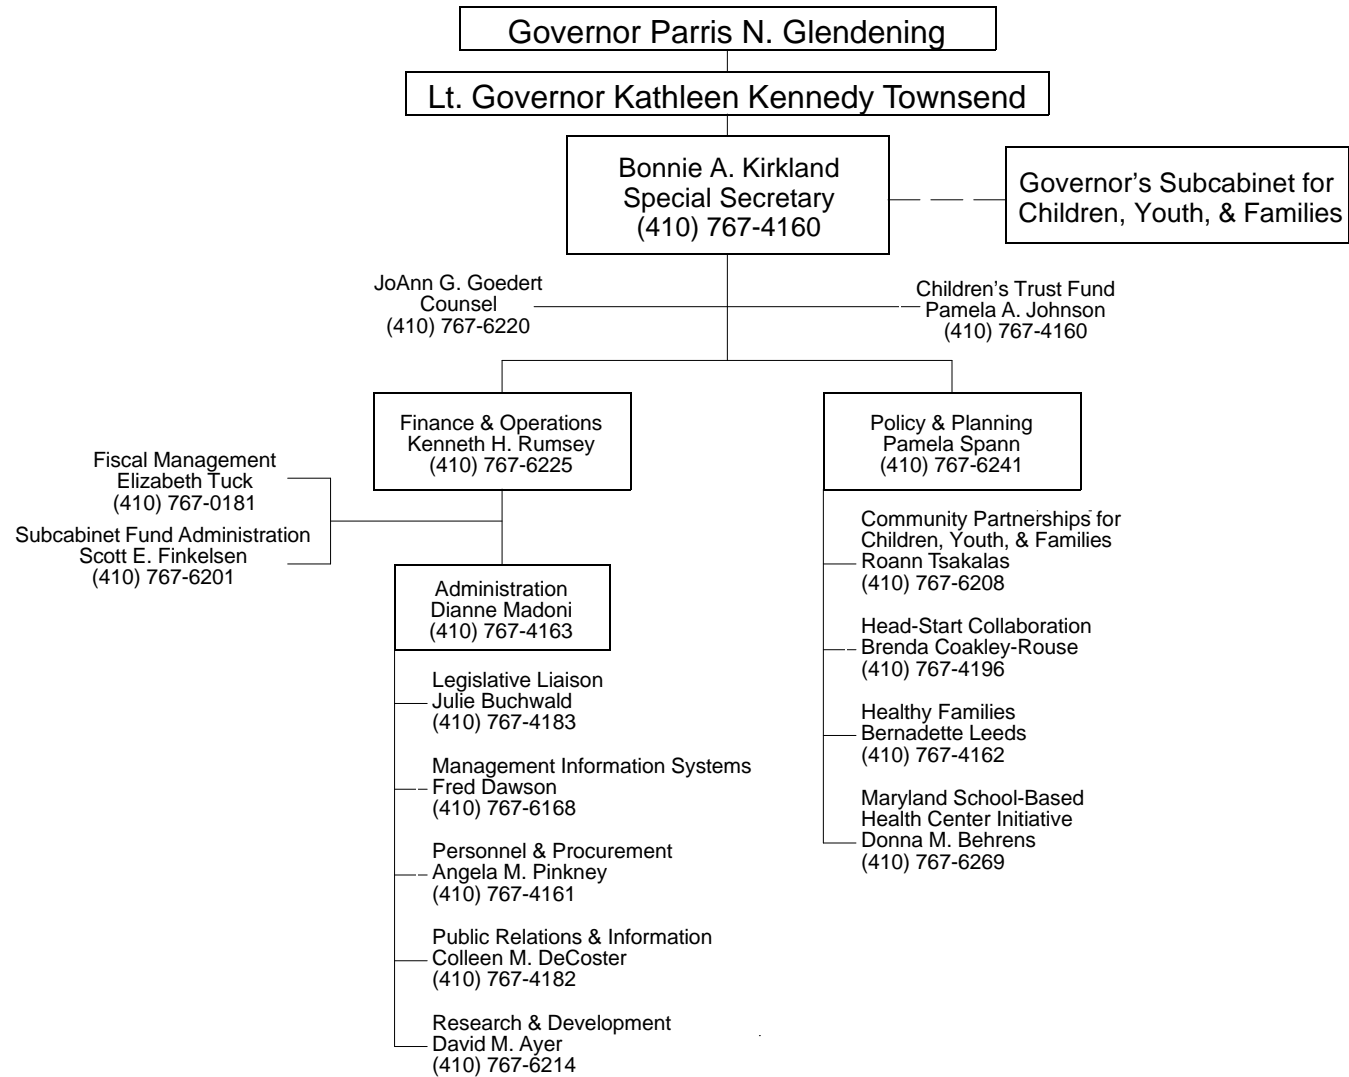 Governor Parris N. Glendening
Lt. Governor Kathleen Kennedy Townsend
Bonnie A. Kirkland
Special Secretary
(410) 767-4160
Governor's Subcabinet for
Children, Youth, & Families
JoAnn G. Goedert
Counsel
(410) 767-6220
Children's Trust Fund
Pamela A. Johnson
(410) 767-4160
Finance & Operations
Kenneth H. Rumsey
(410) 767-6225
Fiscal Management
Elizabeth Tuck
(410) 767-0181
Subcabinet Fund Administration
Scott E. Finkelsen
(410) 767-6201
Administration
Dianne Madoni
(410) 767-4163
Legislative Liaison
Julie Buchwald
(410) 767-4183
Management Information Systems
Fred Dawson
(410) 767-6168
Personnel & Procurement
Angela M. Pinkney
(410) 767-4161
Public Relations & Information
Colleen M. DeCoster
(410) 767-4182
Research & Development
David M. Ayer
(410) 767-6214
Policy & Planning
Pamela Spann
(410) 767-6241
Community Partnerships for
Children, Youth, & Families
Roann Tsakalas
(410) 767-6208
Head-Start Collaboration
Brenda Coakley-Rouse
(410) 767-4196
Healthy Families
Bernadette Leeds
(410) 767-4162
Maryland School-Based
Health Center Initiative
Donna M. Behrens
(410) 767-6269